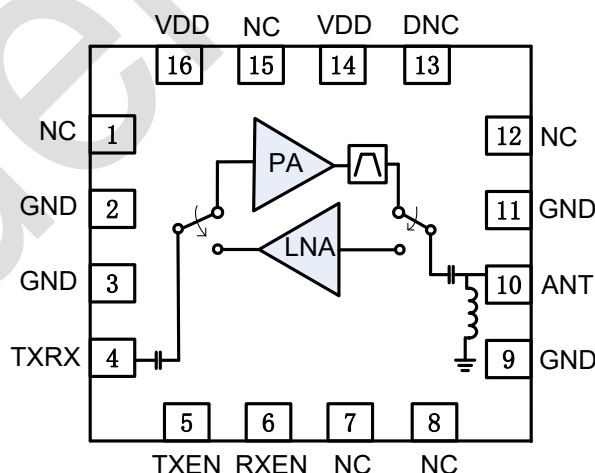 VDD NC VDD DNC
16 15 14 13
NC 1 12 NC
PA
GND 2 11 GND
LNA
GND 3 10 ANT
TXRX 4 9 GND
5 6 7 8
TXEN RXEN NC NC